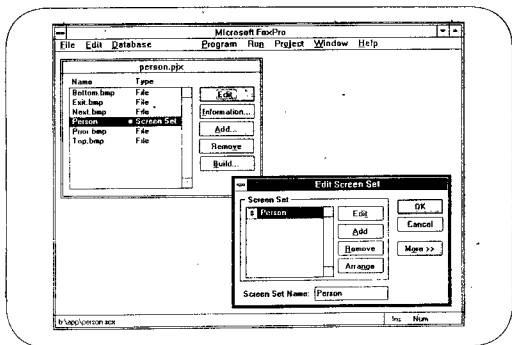 Microsoft FoxPro
File Edit Database Program Run Project Window Help
person.pjx
Name Type
Bottom.bmp File
Exit.bmp File
Next.bmp File
Person Screen Set
Prior.bmp File
Top.bmp File
Edit
Information...
Add...
Remove
Build...
Edit Screen Set
Screen Set
S Person
Edit
Add
Remove
Arrange
OK
Cancel
More >>
Screen Set Name: Person
Ins Num